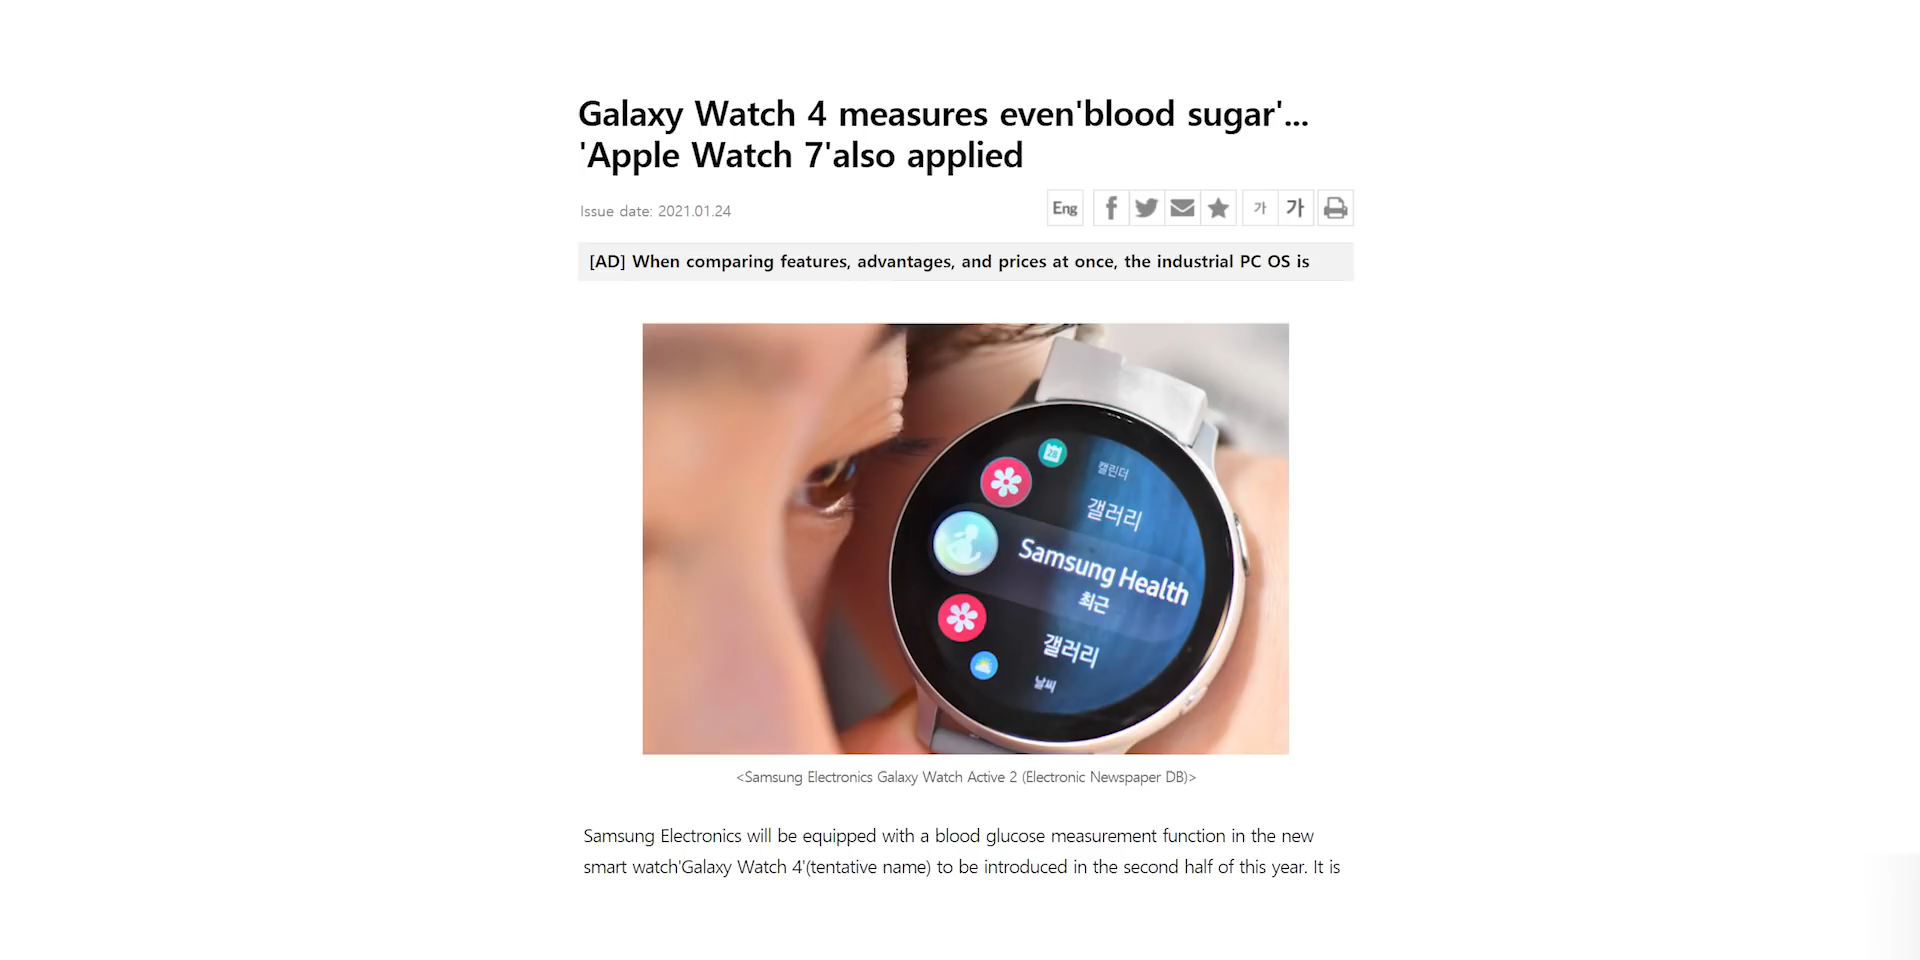 Galaxy Watch 4 measures even'blood sugar'...
'Apple Watch 7'also applied
Issue date: 2021.01.24
Eng
가 가
[AD] When comparing features, advantages, and prices at once, the industrial PC OS is
28
캘린더
갤러리
Samsung Health
최근
갤러리
날씨
<Samsung Electronics Galaxy Watch Active 2 (Electronic Newspaper DB)>
Samsung Electronics will be equipped with a blood glucose measurement function in the new
smart watch'Galaxy Watch 4'(tentative name) to be introduced in the second half of this year. It is